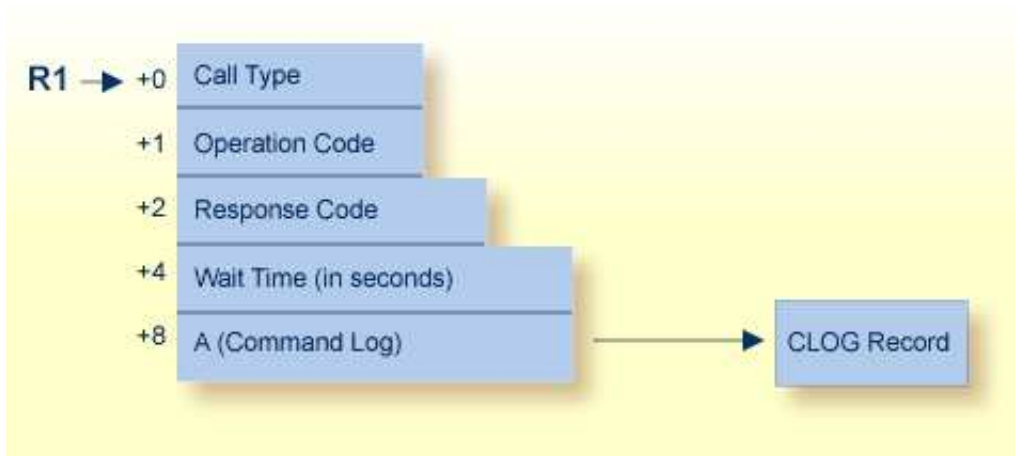 R1 +0 Call Type
+1 Operation Code
+2 Response Code
+4 Wait Time (in seconds)
+8 A (Command Log) CLOG Record